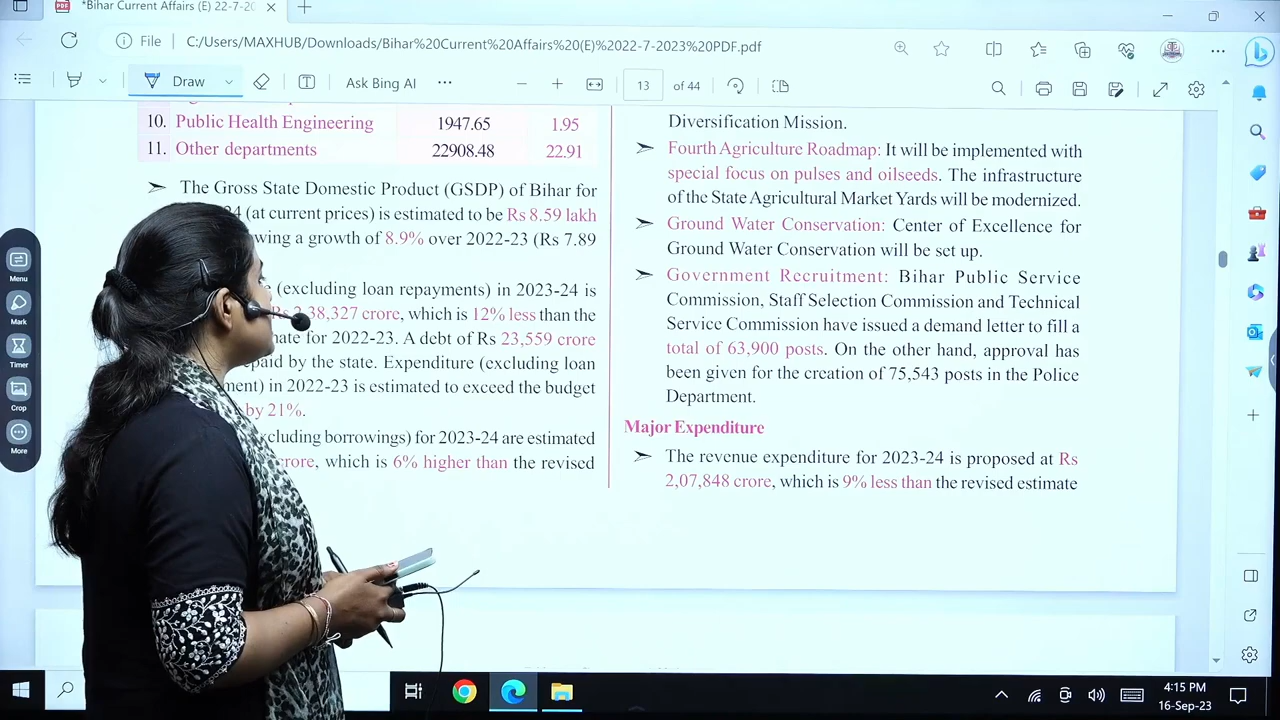 *Bihar Current Affairs (E) 22-7-20
File
C:/Users/MAXHUB/Downloads/Bihar%20Current%20Affairs%20(E)%2022-7-2023%20PDF.pdf
Draw
Ask Bing AI
13 of 44
10. Public Health Engineering 1947.65 1.95
11. Other departments 22908.48 22.91
➢ The Gross State Domestic Product (GSDP) of Bihar for
(at current prices) is estimated to be Rs 8.59 lakh
wing a growth of 8.9% over 2022-23 (Rs 7.89
(excluding loan repayments) in 2023-24 is
38,327 crore, which is 12% less than the
ate for 2022-23. A debt of Rs 23,559 crore
paid by the state. Expenditure (excluding loan
ment) in 2022-23 is estimated to exceed the budget
by 21%.
cluding borrowings) for 2023-24 are estimated
crore, which is 6% higher than the revised
Diversification Mission.
➢ Fourth Agriculture Roadmap: It will be implemented with
special focus on pulses and oilseeds. The infrastructure
of the State Agricultural Market Yards will be modernized.
➢ Ground Water Conservation: Center of Excellence for
Ground Water Conservation will be set up.
➢ Government Recruitment: Bihar Public Service
Commission, Staff Selection Commission and Technical
Service Commission have issued a demand letter to fill a
total of 63,900 posts. On the other hand, approval has
been given for the creation of 75,543 posts in the Police
Department.
Major Expenditure
➢ The revenue expenditure for 2023-24 is proposed at Rs
2,07,848 crore, which is 9% less than the revised estimate
Menu
Mark
Timer
Crop
More
4:15 PM
16-Sep-23